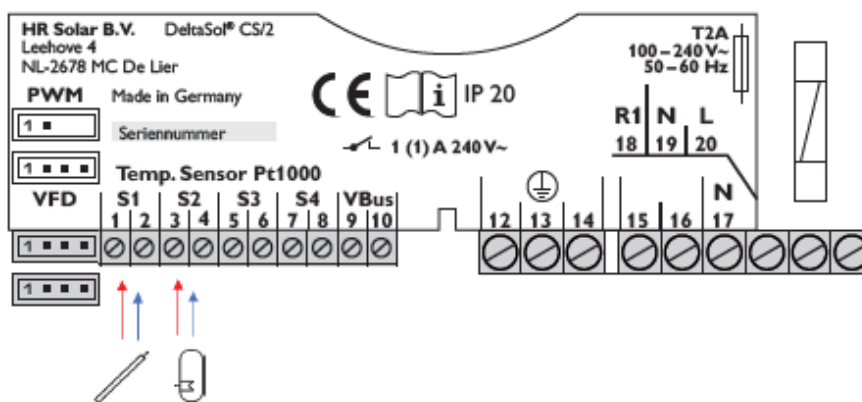 HR Solar B.V. DeltaSol® CS/2
Leehove 4
NL-2678 MC De Lier
T2A
100-240 V~
50-60 Hz
PWM Made in Germany
CE i IP 20
1
Seriennummer
1 (1) A 240 V~
R1 N L
18 19 20
1
Temp. Sensor Pt1000
VFD S1 S2 S3 S4 VBus
N
1 2 3 4 5 6 7 8 9 10
12 13 14 15 16 17
1
1